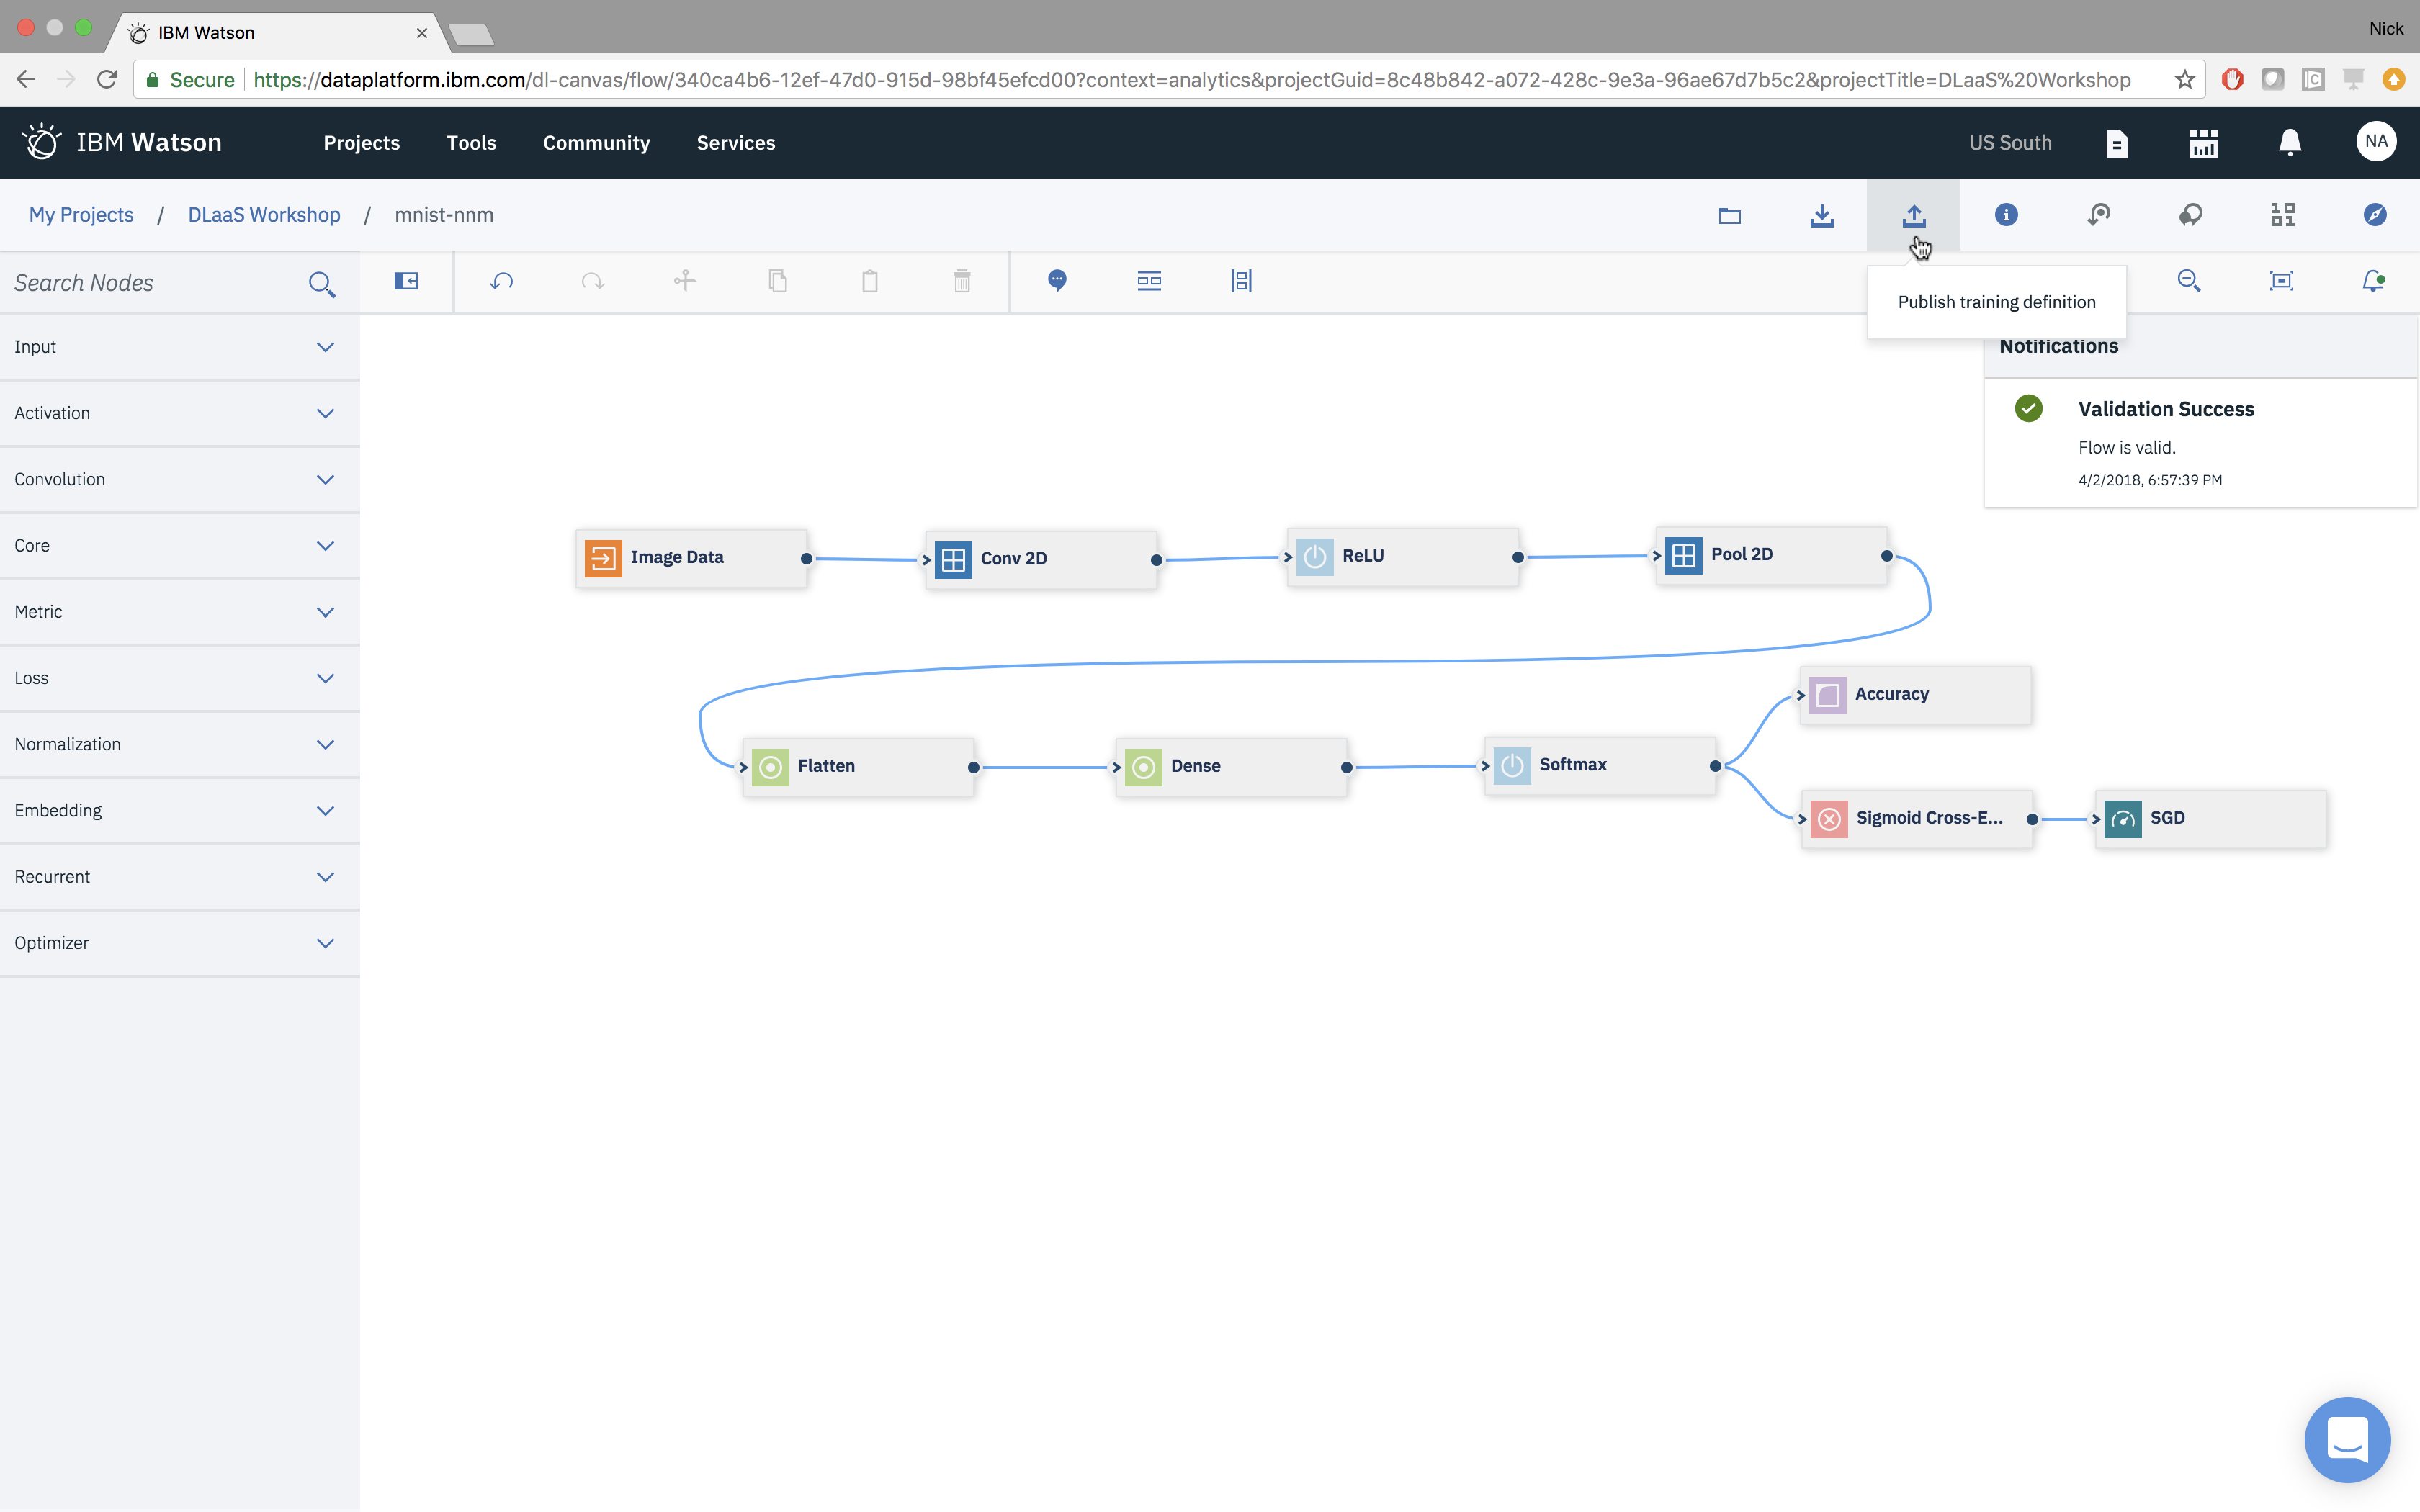 IBM Watson
Nick
Secure
https://dataplatform.ibm.com/dl-canvas/flow/340ca4b6-12ef-47d0-915d-98bf45efcd00?context=analytics&projectGuid=8c48b842-a072-428c-9e3a-96ae67d7b5c2&projectTitle=DLaaS%20Workshop
IBM Watson
Projects
Tools
Community
Services
US South
NA
My Projects / DLaaS Workshop / mnist-nnm
Search Nodes
Publish training definition
Input
Activation
Convolution
Core
Metric
Loss
Normalization
Embedding
Recurrent
Optimizer
Notifications
Validation Success
Flow is valid.
4/2/2018, 6:57:39 PM
Image Data
Conv 2D
ReLU
Pool 2D
Accuracy
Flatten
Dense
Softmax
Sigmoid Cross-E...
SGD